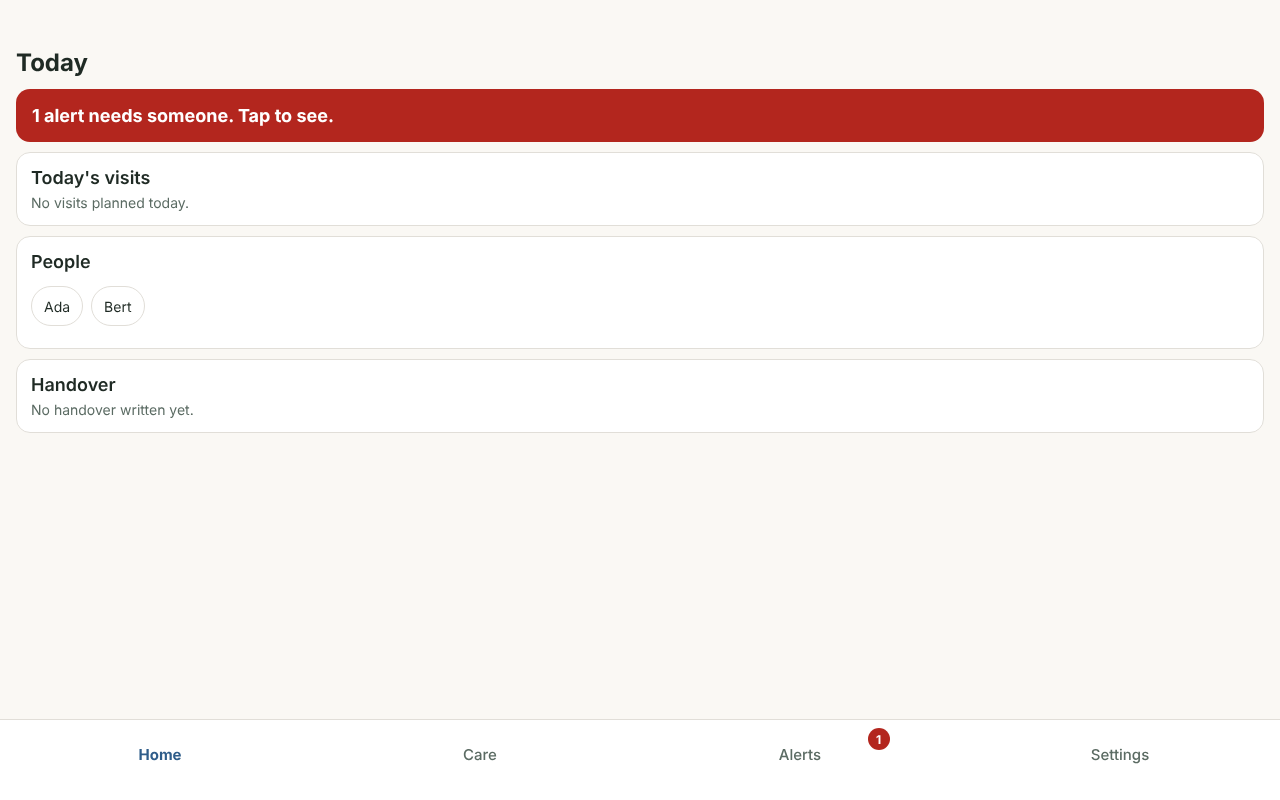 Today
1 alert needs someone. Tap to see.
Today's visits
No visits planned today.
People
Ada Bert
Handover
No handover written yet.
1
Home Care Alerts Settings